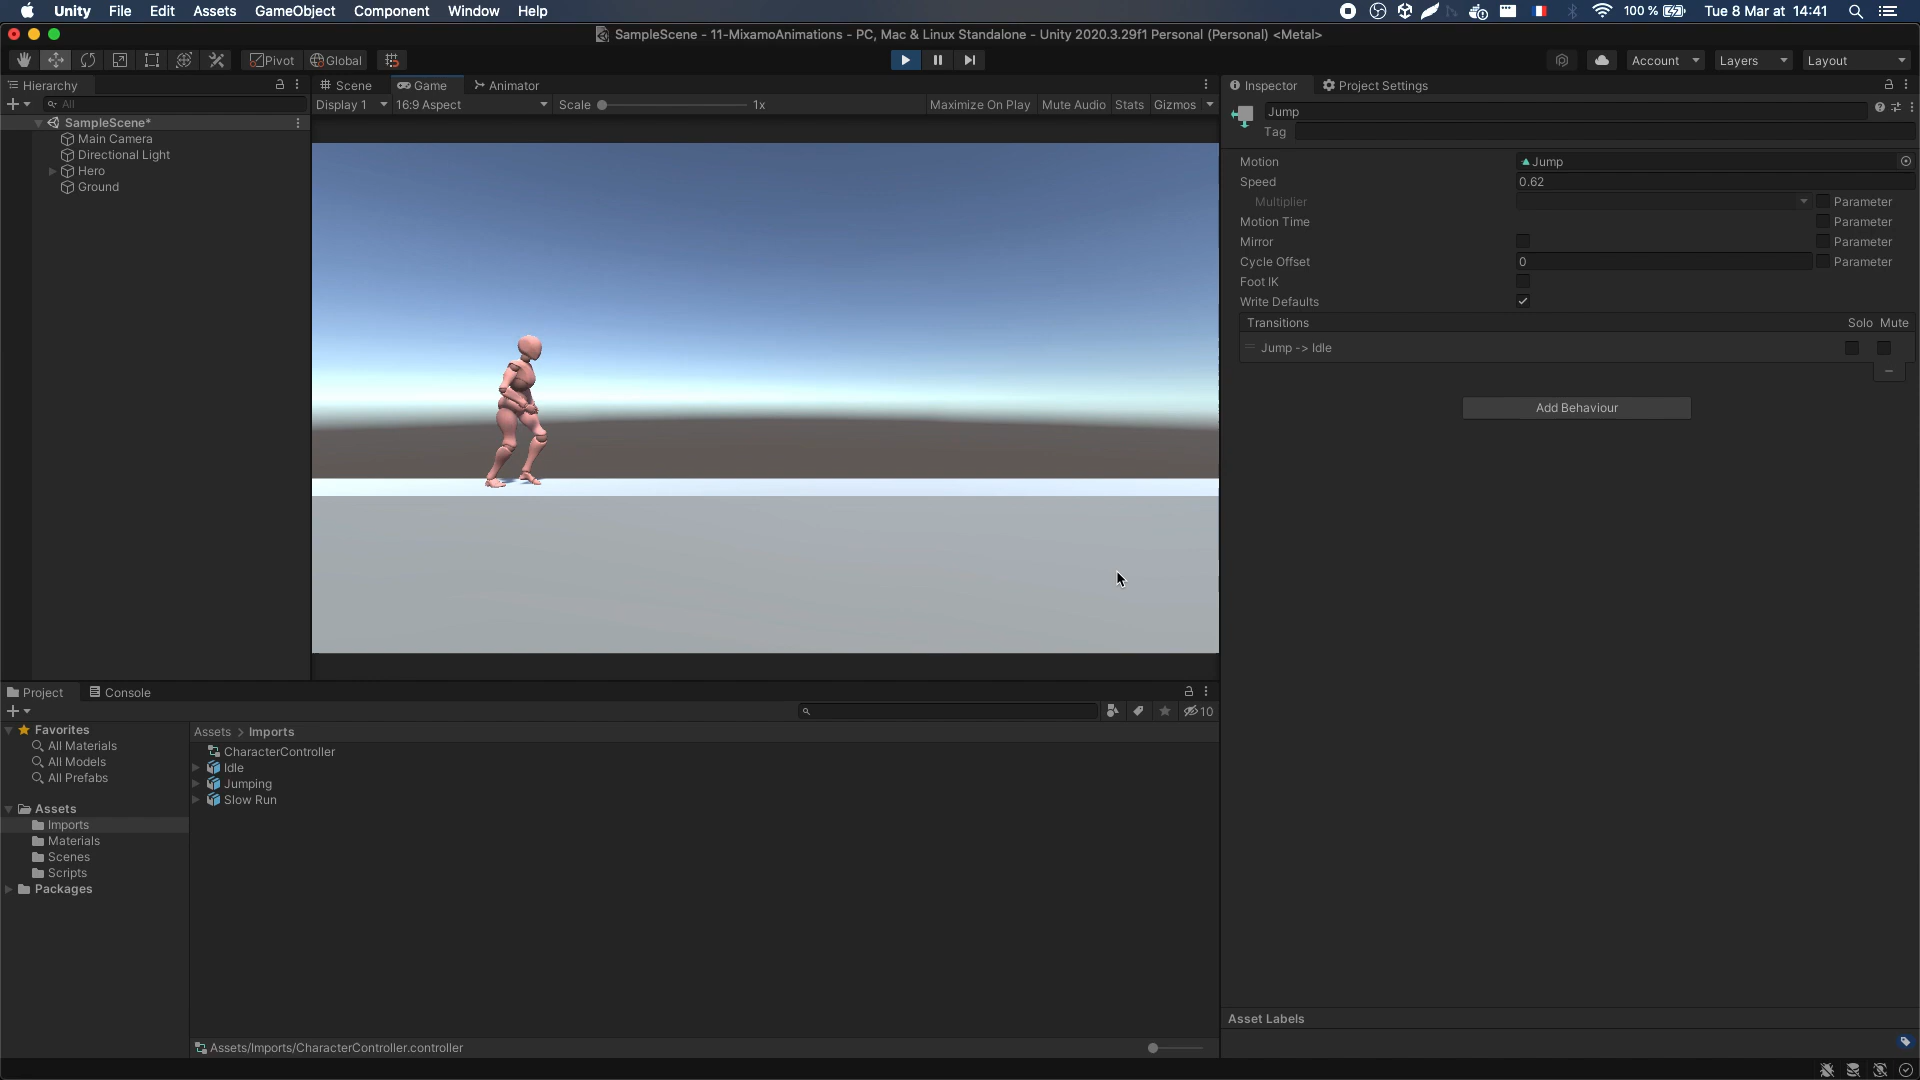 Unity File Edit Assets GameObject Component Window Help 100 % Tue 8 Mar at 14:41
SampleScene - 11-MixamoAnimations - PC, Mac & Linux Standalone - Unity 2020.3.29f1 Personal (Personal) <Metal>
Pivot Global Account Layers Layout
Hierarchy Scene Game Animator Inspector Project Settings
All Display 1 16:9 Aspect Scale 1x Maximize On Play Mute Audio Stats Gizmos
SampleScene*
Main Camera
Directional Light
Hero
Ground
Jump
Tag
Motion Jump
Speed 0.62
Multiplier Parameter
Motion Time Parameter
Mirror Parameter
Cycle Offset 0 Parameter
Foot IK
Write Defaults
Transitions Solo Mute
Jump -> Idle
Add Behaviour
Project Console
10
Favorites
All Materials
All Models
All Prefabs
Assets
Imports
Materials
Scenes
Scripts
Packages
Assets > Imports
CharacterController
Idle
Jumping
Slow Run
Assets/Imports/CharacterController.controller
Asset Labels